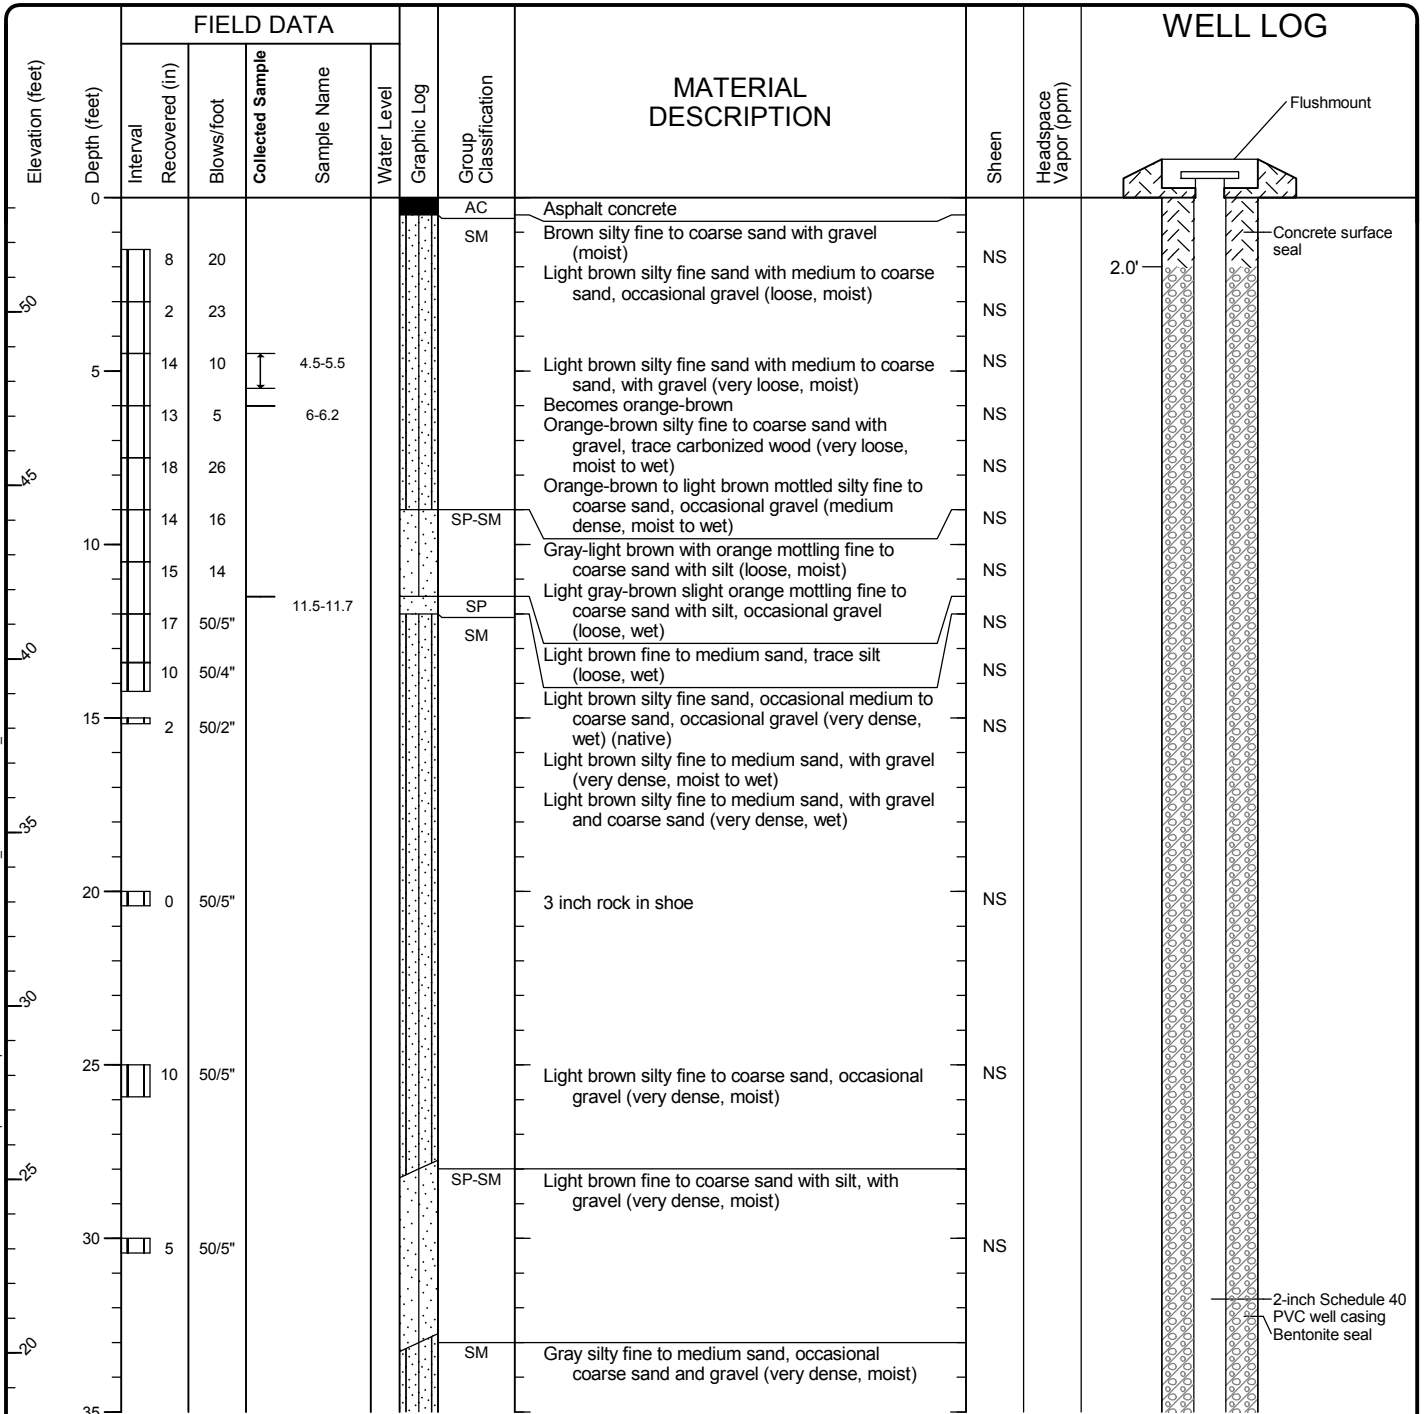 FIELD DATA
WELL LOG
Elevation (feet)
Depth (feet)
Interval
Recovered (in)
Blows/foot
Collected Sample
Sample Name
Water Level
Graphic Log
Group
Classification
MATERIAL
DESCRIPTION
Sheen
Headspace
Vapor (ppm)
Flushmount
0
AC
Asphalt concrete
SM
Brown silty fine to coarse sand with gravel
(moist)
Concrete surface
seal
8
20
NS
2.0'
Light brown silty fine sand with medium to coarse
sand, occasional gravel (loose, moist)
50
2
23
NS
5
14
10
4.5-5.5
Light brown silty fine sand with medium to coarse
sand, with gravel (very loose, moist)
NS
Becomes orange-brown
13
5
6-6.2
NS
Orange-brown silty fine to coarse sand with
gravel, trace carbonized wood (very loose,
moist to wet)
45
18
26
NS
Orange-brown to light brown mottled silty fine to
coarse sand, occasional gravel (medium
dense, moist to wet)
14
16
SP-SM
NS
10
Gray-light brown with orange mottling fine to
coarse sand with silt (loose, moist)
15
14
NS
Light gray-brown slight orange mottling fine to
coarse sand with silt, occasional gravel
(loose, wet)
11.5-11.7
SP
17
50/5"
NS
SM
40
Light brown fine to medium sand, trace silt
(loose, wet)
10
50/4"
NS
Light brown silty fine sand, occasional medium to
coarse sand, occasional gravel (very dense,
wet) (native)
15
2
50/2"
NS
Light brown silty fine to medium sand, with gravel
(very dense, moist to wet)
Light brown silty fine to medium sand, with gravel
and coarse sand (very dense, wet)
35
20
0
50/5"
3 inch rock in shoe
NS
30
25
10
50/5"
Light brown silty fine to coarse sand, occasional
gravel (very dense, moist)
NS
25
SP-SM
Light brown fine to coarse sand with silt, with
gravel (very dense, moist)
30
5
50/5"
NS
2-inch Schedule 40
PVC well casing
Bentonite seal
20
SM
Gray silty fine to medium sand, occasional
coarse sand and gravel (very dense, moist)
35